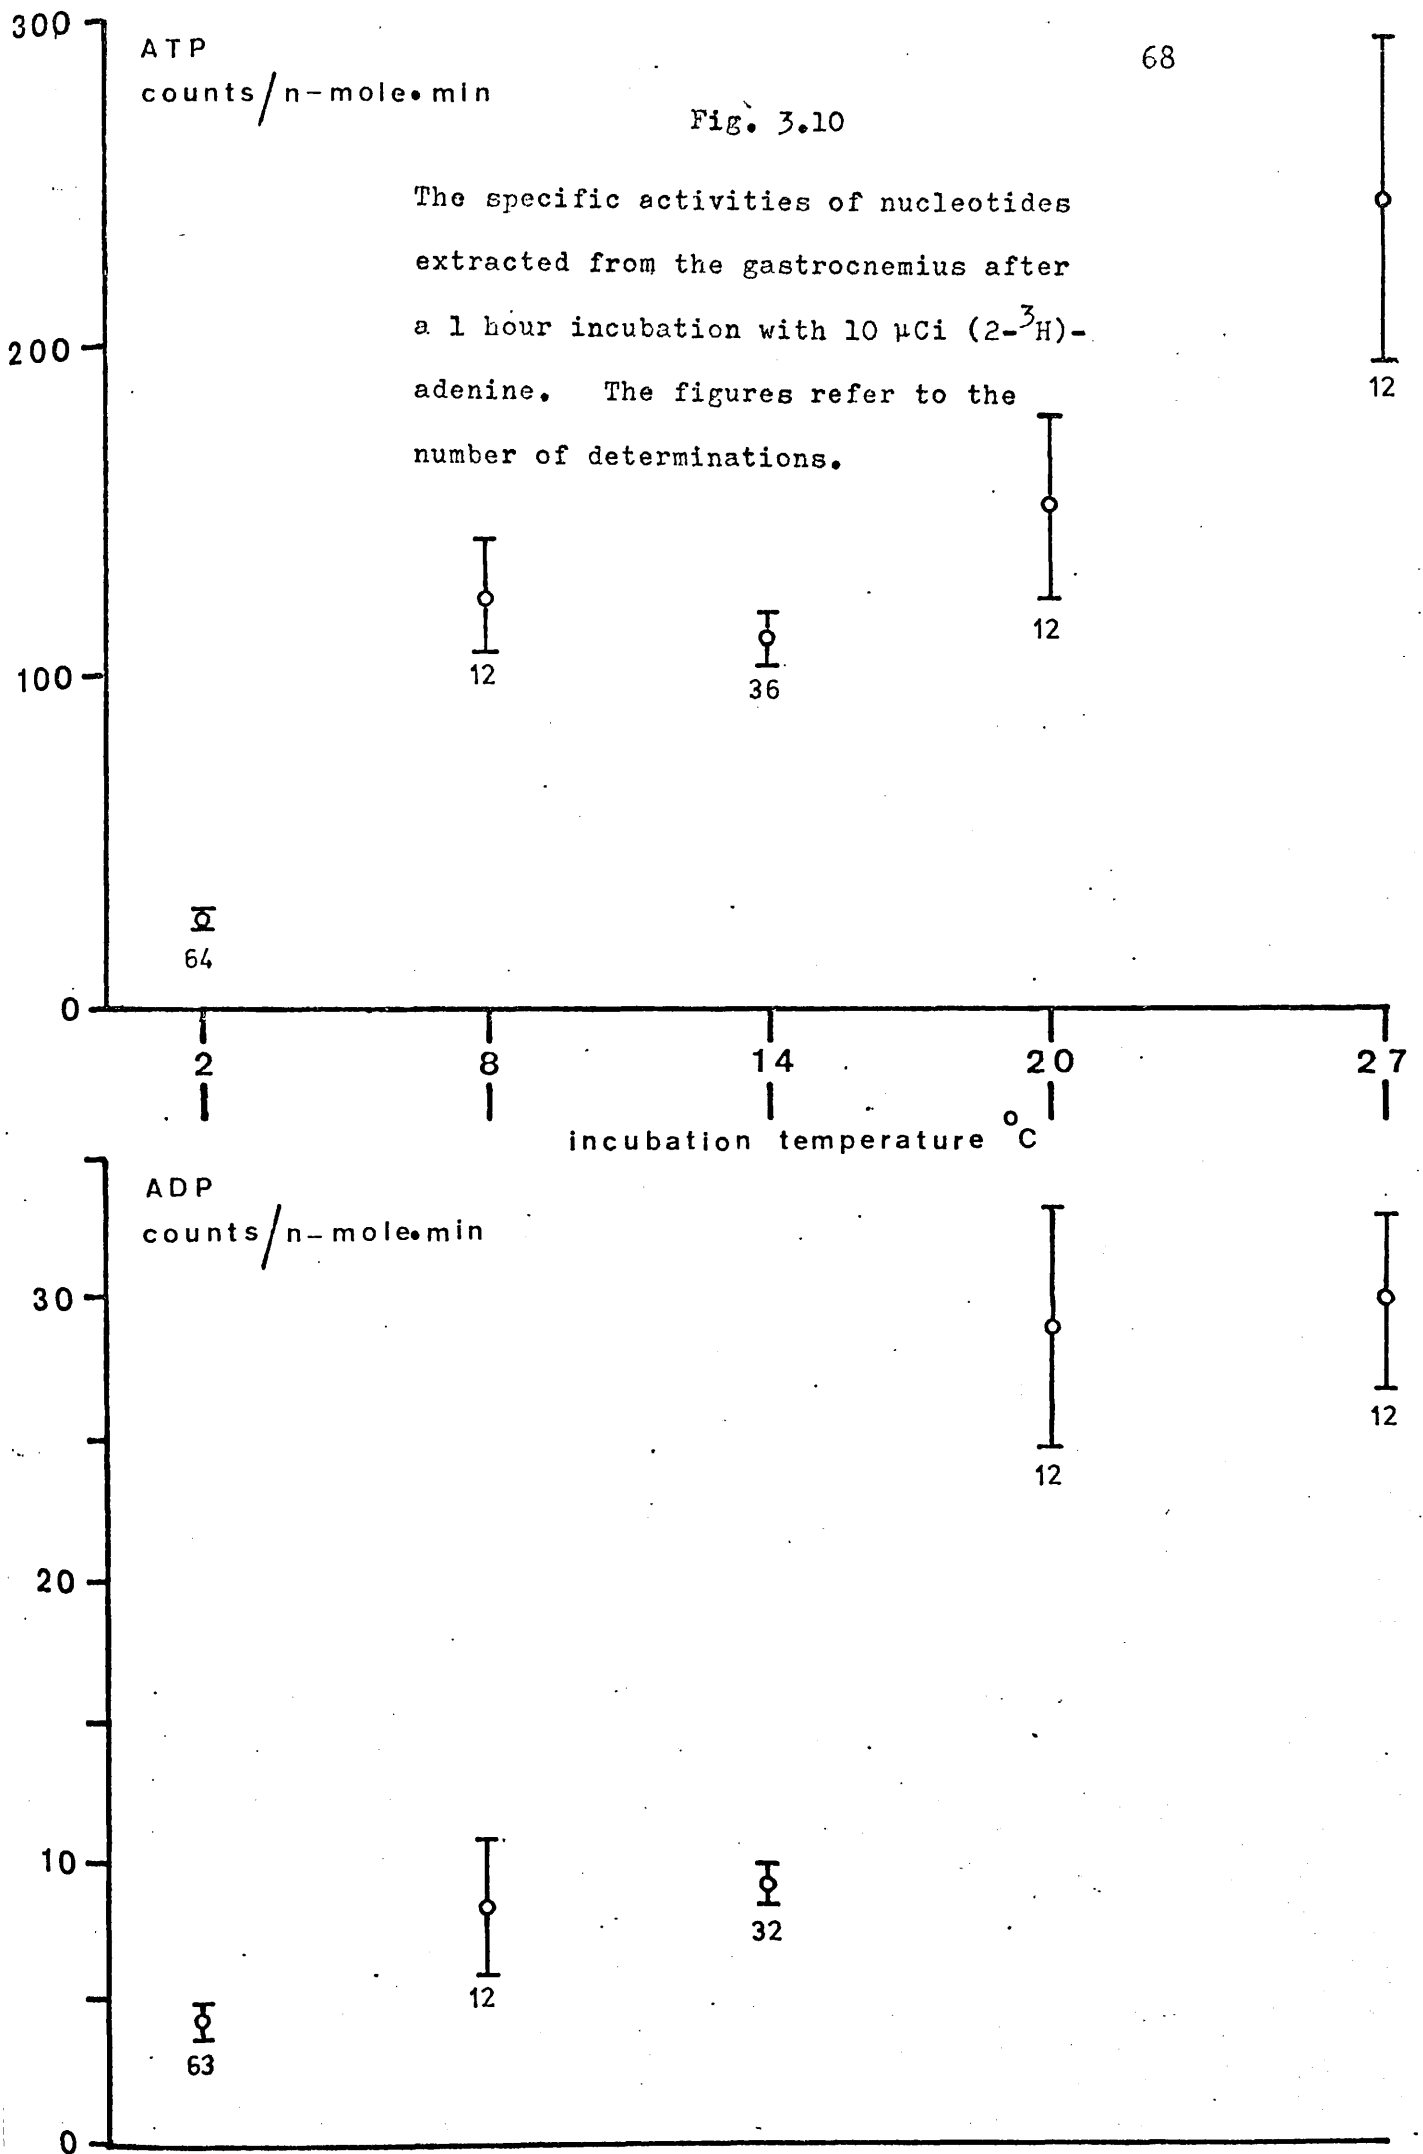 300
ATP
counts/n-mole.min
68
Fig. 3.10
The specific activities of nucleotides
extracted from the gastrocnemius after
a 1 hour incubation with 10 µCi (2-³H)-
adenine. The figures refer to the
number of determinations.
200
12
12
12
100
36
64
0
2 8 14 20 27
incubation temperature °C
ADP
counts/n-mole.min
30
12
12
20
10
32
12
63
0